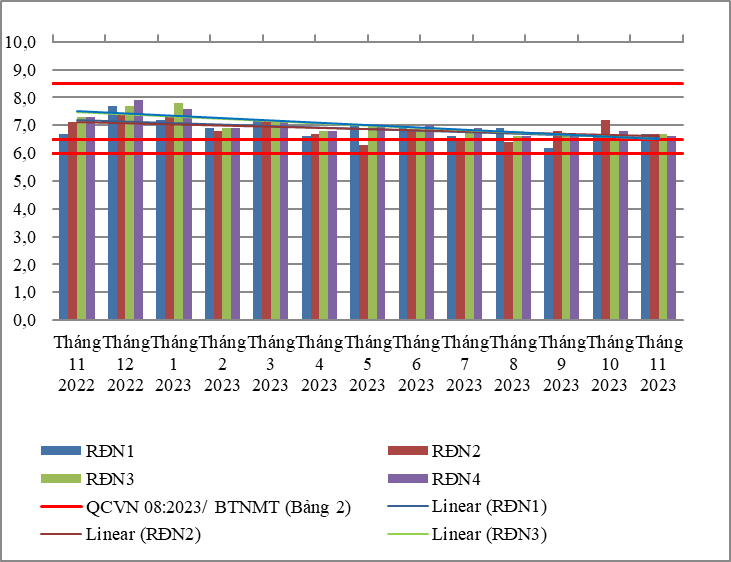 10,0
9,0
8,0
7,0
6,0
5,0
4,0
3,0
2,0
1,0
0,0
Tháng Tháng Tháng Tháng Tháng Tháng Tháng Tháng Tháng Tháng Tháng Tháng Tháng
11 12 1 2 3 4 5 6 7 8 9 10 11
2022 2022 2023 2023 2023 2023 2023 2023 2023 2023 2023 2023 2023
RĐN1 RĐN2
RĐN3 RĐN4
QCVN 08:2023/ BTNMT (Bảng 2) Linear (RĐN1)
Linear (RĐN2) Linear (RĐN3)